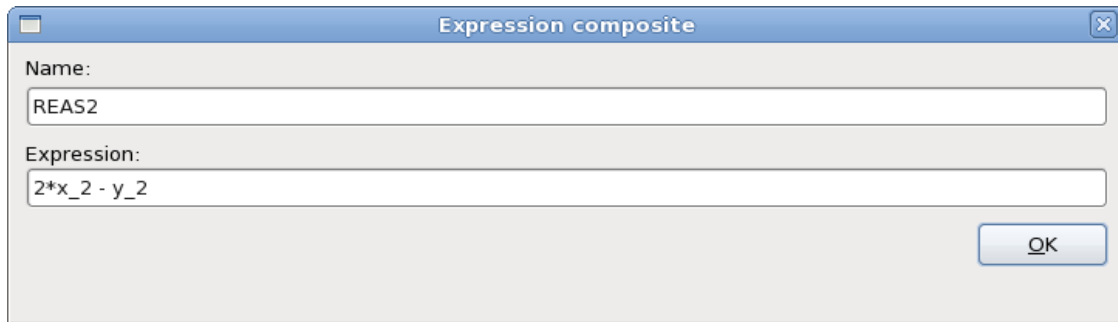 Expression composite
Name:
REAS2
Expression:
2*x_2 - y_2
OK